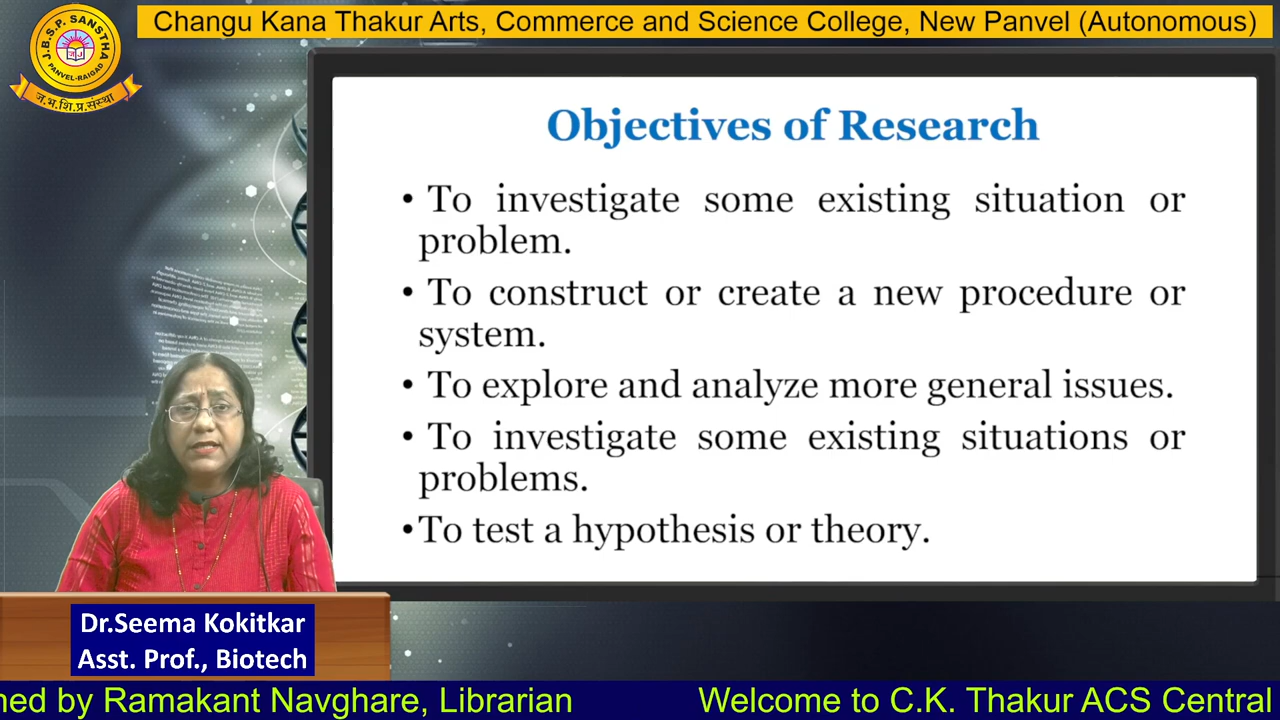 Changu Kana Thakur Arts, Commerce and Science College, New Panvel (Autonomous)
J.B.S.P. SANSTHA
PANVEL-RAIGAD
ज.भ.शि.प्र.संस्था
Objectives of Research
• To investigate some existing situation or
problem.
• To construct or create a new procedure or
system.
• To explore and analyze more general issues.
• To investigate some existing situations or
problems.
•To test a hypothesis or theory.
Dr.Seema Kokitkar
Asst. Prof., Biotech
ned by Ramakant Navghare, Librarian
Welcome to C.K. Thakur ACS Central